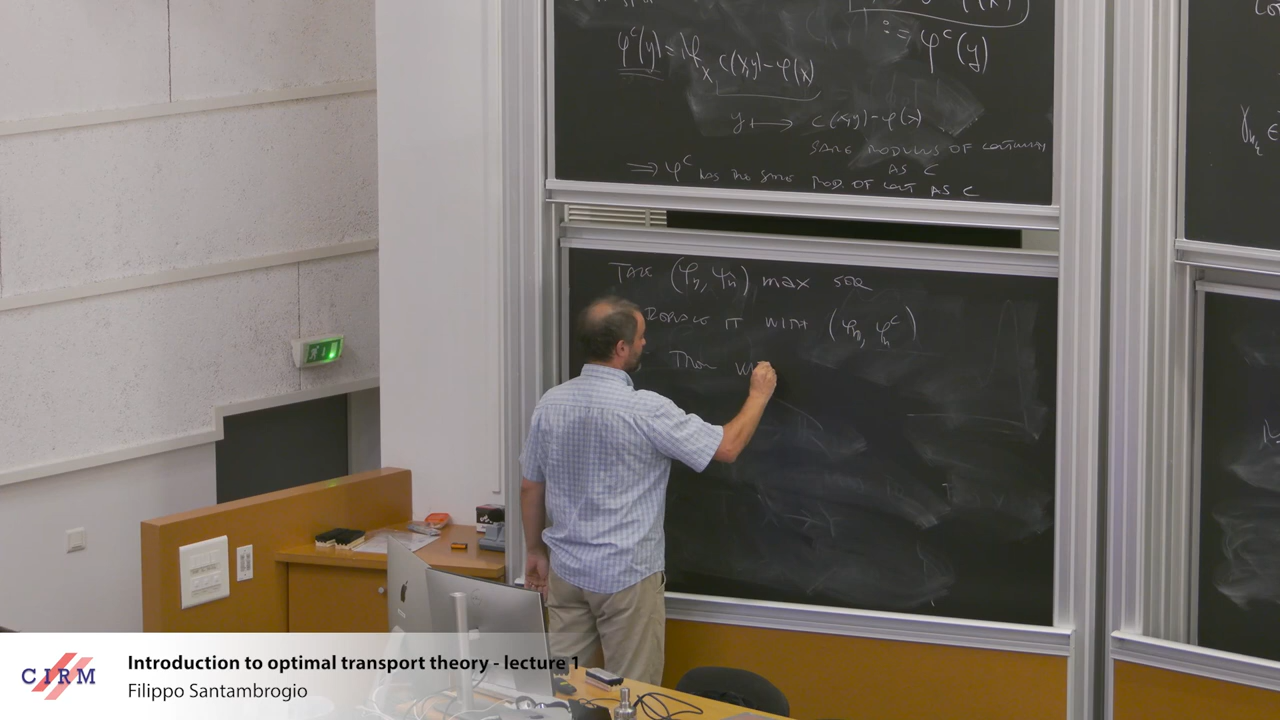 := φᶜ(y)
φᶜ(y) = inf_x c(x,y) − φ(x)
y ⟼ c(x,y) − φ(x)
SAME MODULUS OF CONTINUITY
AS C
⟹ φᶜ has the same MOD. OF CONT AS C
TAKE (φₙ, ψₙ) max SEQ
REPLACE IT WITH (φₙ, φₙᶜ)
Then
CIRM
Introduction to optimal transport theory - lecture 1
Filippo Santambrogio